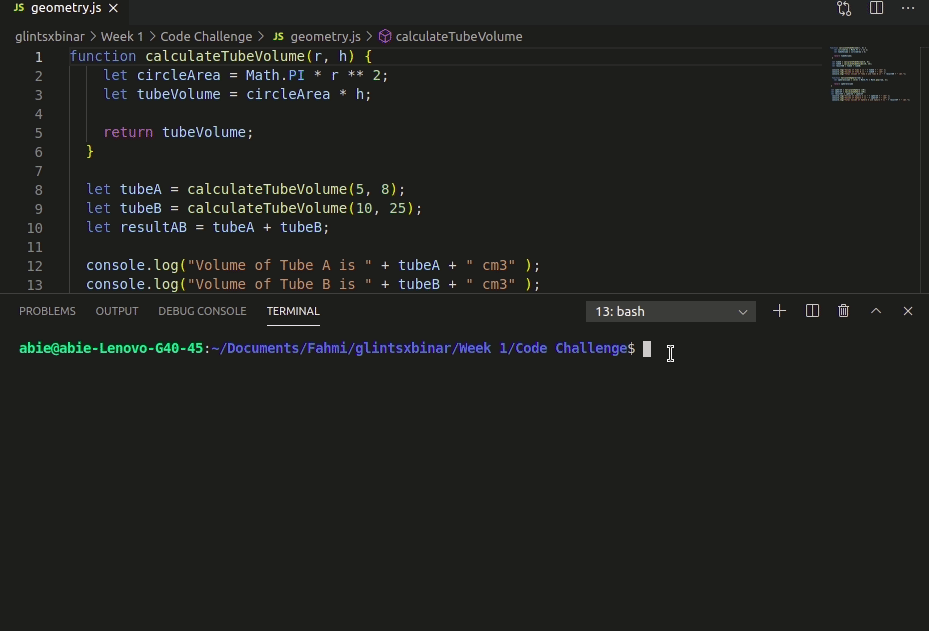 JS geometry.js ×
glintsxbinar > Week 1 > Code Challenge > JS geometry.js > calculateTubeVolume
1 function calculateTubeVolume(r, h) {
2 let circleArea = Math.PI * r ** 2;
3 let tubeVolume = circleArea * h;
4
5 return tubeVolume;
6 }
7
8 let tubeA = calculateTubeVolume(5, 8);
9 let tubeB = calculateTubeVolume(10, 25);
10 let resultAB = tubeA + tubeB;
11
12 console.log("Volume of Tube A is " + tubeA + " cm3" );
13 console.log("Volume of Tube B is " + tubeB + " cm3" );
PROBLEMS OUTPUT DEBUG CONSOLE TERMINAL 13: bash
abie@abie-Lenovo-G40-45:~/Documents/Fahmi/glintsxbinar/Week 1/Code Challenge$